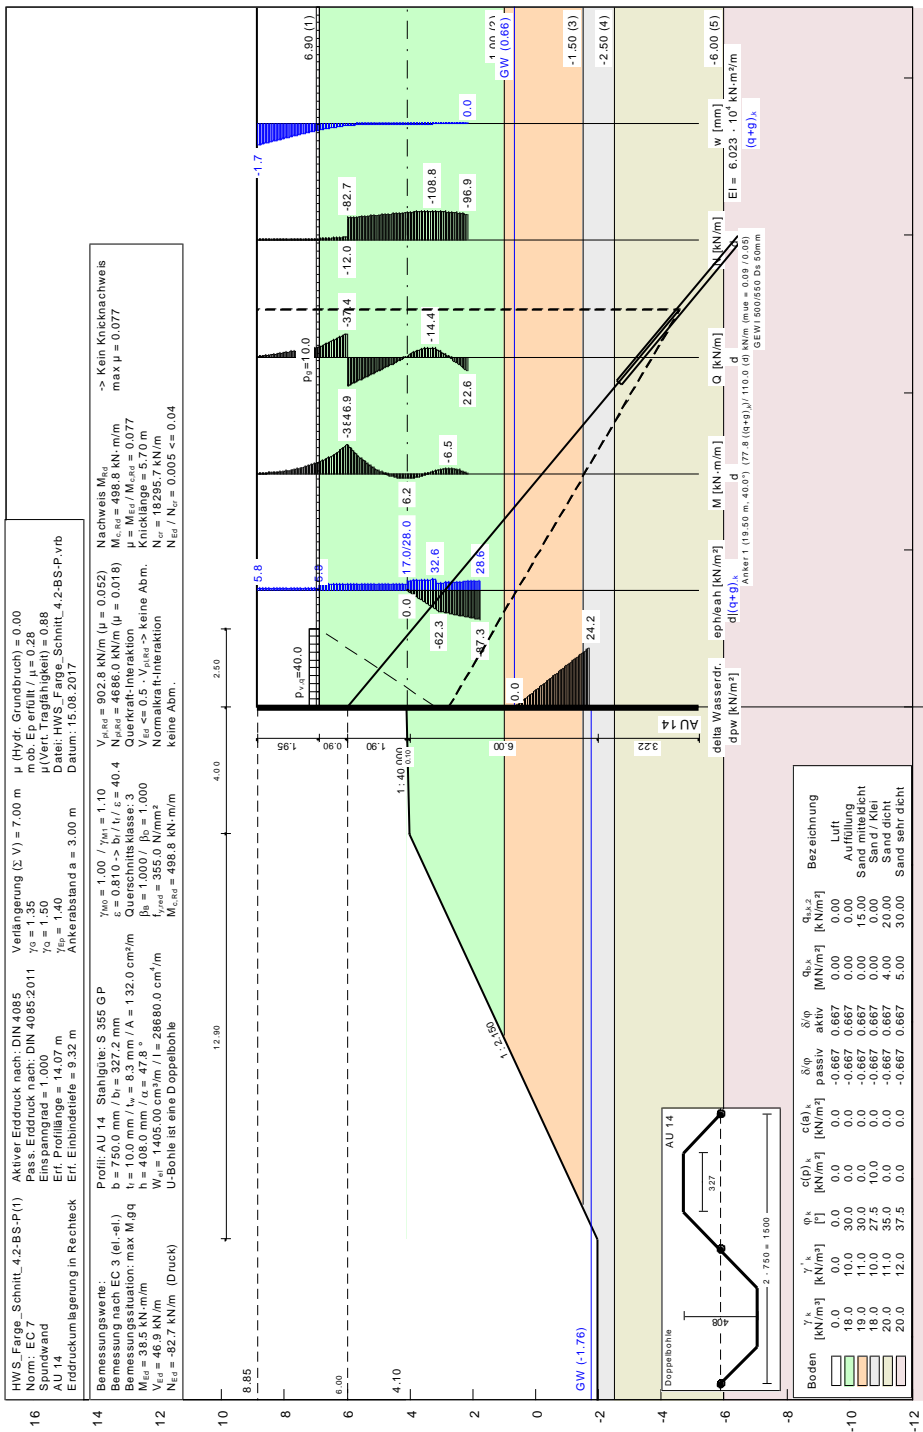 HWS_Farge_Schnitt_4.2-BS-P(1)
Norm: EC 7
Spundwand
AU 14
Erddruckumlagerung in Rechteck
Aktiver Erddruck nach: DIN 4085
Pass. Erddruck nach: DIN 4085:2011
Einspanngrad = 1.000
Erf. Profillänge = 14.07 m
Erf. Einbindetiefe = 9.32 m
Verlängerung (Σ V) = 7.00 m
γG = 1.35
γQ = 1.50
γEp = 1.40
Ankerabstand a = 3.00 m
μ (Hydr. Grundbruch) = 0.00
mob. Ep erfüllt / μ = 0.28
μ(Vert. Tragfähigkeit) = 0.88
Datei: HWS_Farge_Schnitt_4.2-BS-P.vrb
Datum: 15.08.2017
Bemessungswerte:
Bemessung nach EC 3 (el.-el.)
Bemessungssituation: max M,gq
MEd = 38.5 kN·m/m
VEd = 46.9 kN/m
NEd = -82.7 kN/m (Druck)
Profil: AU 14 Stahlgüte: S 355 GP
b = 750.0 mm / bf = 327.2 mm
tf = 10.0 mm / tw = 8.3 mm / A = 132.0 cm²/m
h = 408.0 mm / α = 47.8 °
Wel = 1405.00 cm³/m / I = 28680.0 cm⁴/m
U-Bohle ist eine Doppelbohle
γM0 = 1.00 / γM1 = 1.10
ε = 0.810 -> bf / tf / ε = 40.4
Querschnittsklasse: 3
βB = 1.000 / βD = 1.000
fy,red = 355.0 N/mm²
Mc,Rd = 498.8 kN·m/m
Vpl,Rd = 902.8 kN/m (μ = 0.052)
Npl,Rd = 4686.0 kN/m (μ = 0.018)
Querkraft-Interaktion
VEd <= 0.5 · Vpl,Rd -> keine Abm.
Normalkraft-Interaktion
keine Abm.
Nachweis MRd
Mc,Rd = 498.8 kN·m/m
μ = MEd / Mc,Rd = 0.077
Knicklänge = 5.70 m
Ncr = 18295.7 kN/m
NEd / Ncr = 0.005 <= 0.04
-> Kein Knicknachweis
max μ = 0.077
16
14
12
10
8
6
4
2
0
-2
-4
-6
-8
-10
-12
8.85
6.00
4.10
12.90
4.00
2.50
1 : 2.150
1 : 40
1.95
0.90
1.90
0.10
6.00
3.22
GW (-1.76)
AU 14
pv,q=40.0
pg=10.0
6.90 (1)
GW (0.66)
-1.50 (3)
-2.50 (4)
-6.00 (4)
0.0
24.2
delta Wasserdr.
dpw [kN/m²]
5.8
17.0/28.0
0.0
32.6
-62.3
28.6
-87.3
eph/eah [kN/m²]
d|(q+g),k
6.2
-6.5
M [kN·m/m]
d
-37.4
-14.4
22.6
Q [kN/m]
d
-82.7
-12.0
-108.8
-96.9
N [kN/m]
-1.7
0.0
w [mm]
EI = 6.023 · 10⁴ kN·m²/m
(q+g),k
Anker 1 (19.50 m, 40.0°) (77.8 ((q+g),k)/ 110.0 (d) kN/m (mue = 0.09 / 0.05)
GEWI 500/550 Ds 50mm
Doppelbohle
AU 14
327
408
2 · 750 = 1500
Boden γk [kN/m³] γ'k [kN/m³] φk [°] c(p)k [kN/m²] c(a)k [kN/m²] δ/φ passiv δ/φ aktiv qb,k [MN/m²] qs,k,2 [kN/m²] Bezeichnung
0.0 0.0 0.0 0.0 0.0 -0.667 0.667 0.00 0.00 Luft
18.0 10.0 30.0 0.0 0.0 -0.667 0.667 0.00 0.00 Auffüllung
19.0 11.0 30.0 0.0 0.0 -0.667 0.667 0.00 15.00 Sand mitteldicht
18.0 10.0 27.5 10.0 0.0 -0.667 0.667 0.00 0.00 Sand / Klei
20.0 11.0 35.0 0.0 0.0 -0.667 0.667 4.00 20.00 Sand dicht
20.0 12.0 37.5 0.0 0.0 -0.667 0.667 5.00 30.00 Sand sehr dicht